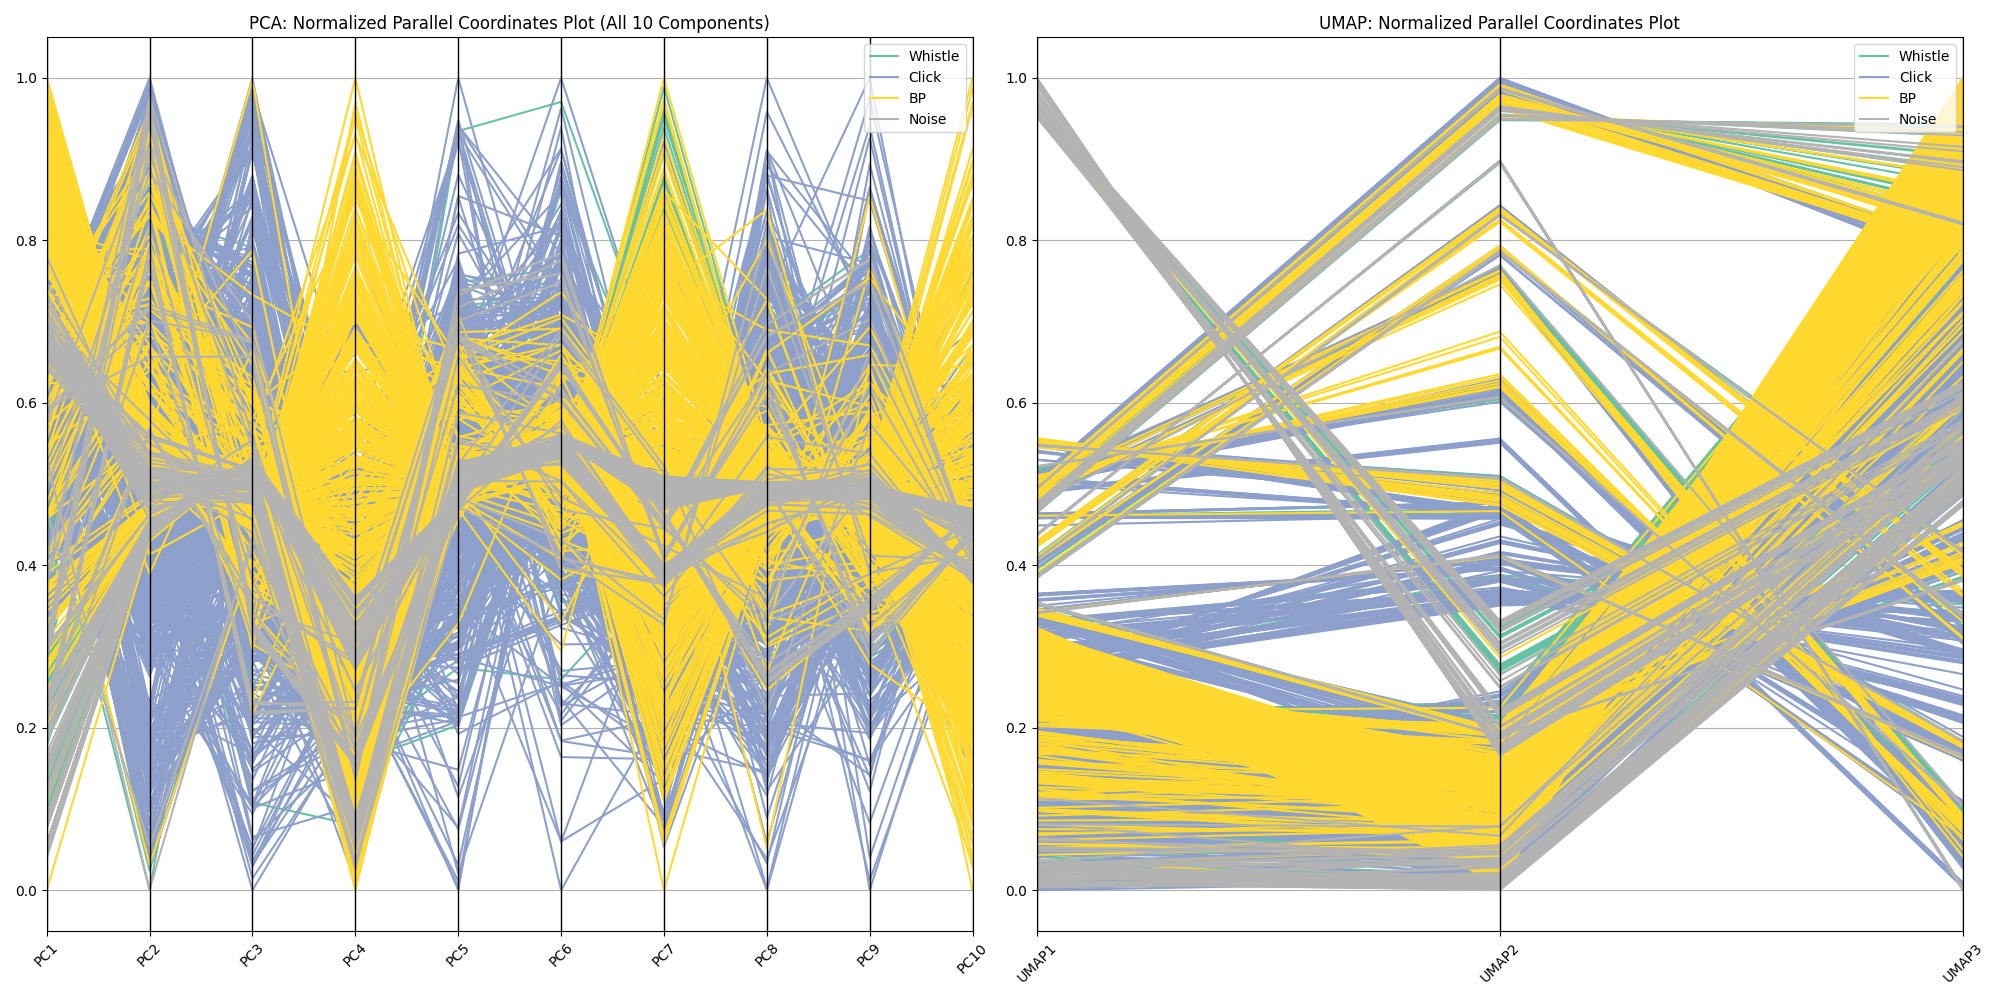 PCA: Normalized Parallel Coordinates Plot (All 10 Components)
1.0
0.8
0.6
0.4
0.2
0.0
Whistle
Click
BP
Noise
PC1
PC2
PC3
PC4
PC5
PC6
PC7
PC8
PC9
PC10
UMAP: Normalized Parallel Coordinates Plot
1.0
0.8
0.6
0.4
0.2
0.0
Whistle
Click
BP
Noise
UMAP1
UMAP2
UMAP3